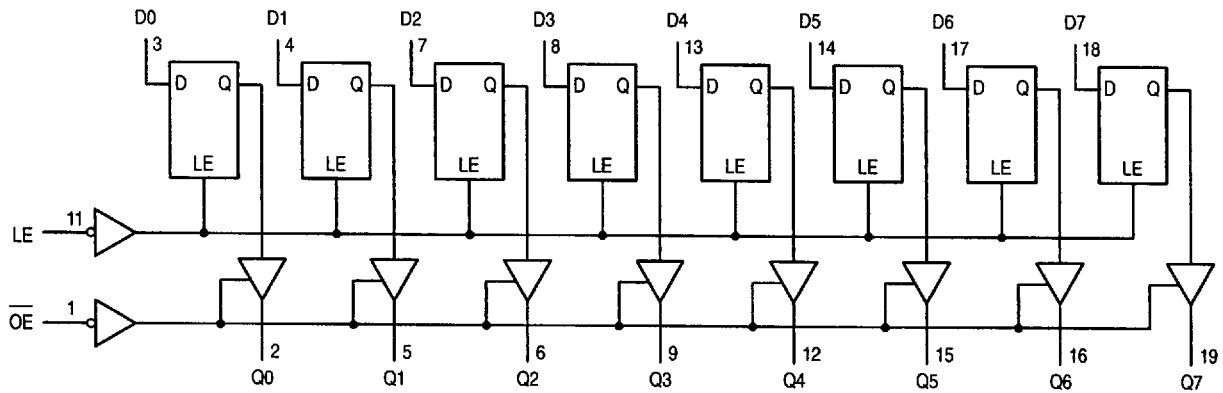 D0 D1 D2 D3 D4 D5 D6 D7
3 4 7 8 13 14 17 18
D Q D Q D Q D Q D Q D Q D Q D Q
LE LE LE LE LE LE LE LE
LE 11
OE 1
2 5 6 9 12 15 16 19
Q0 Q1 Q2 Q3 Q4 Q5 Q6 Q7